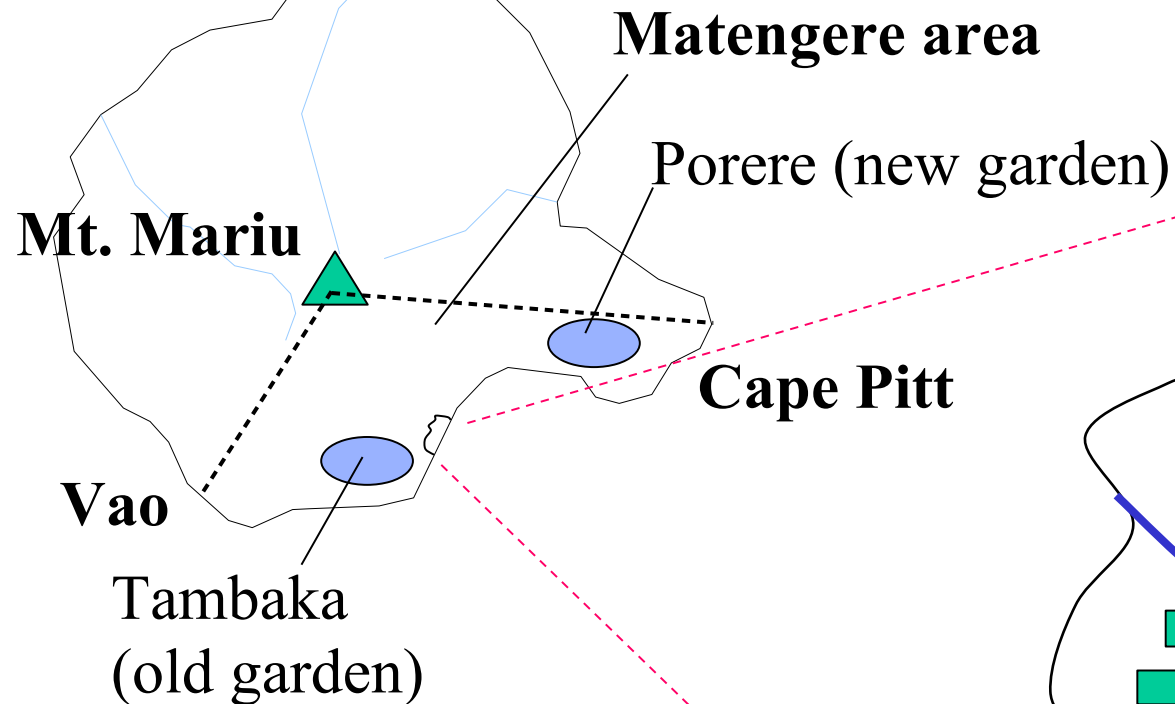 Matengere area
Porere (new garden)
Mt. Mariu
Cape Pitt
Vao
Tambaka
(old garden)